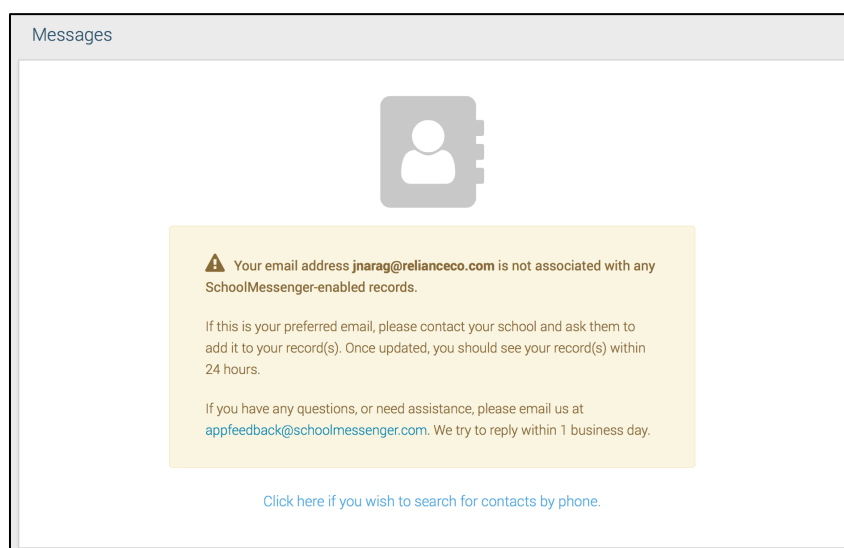 Messages
Your email address jnarag@relianceco.com is not associated with any
SchoolMessenger-enabled records.
If this is your preferred email, please contact your school and ask them to
add it to your record(s). Once updated, you should see your record(s) within
24 hours.
If you have any questions, or need assistance, please email us at
appfeedback@schoolmessenger.com. We try to reply within 1 business day.
Click here if you wish to search for contacts by phone.